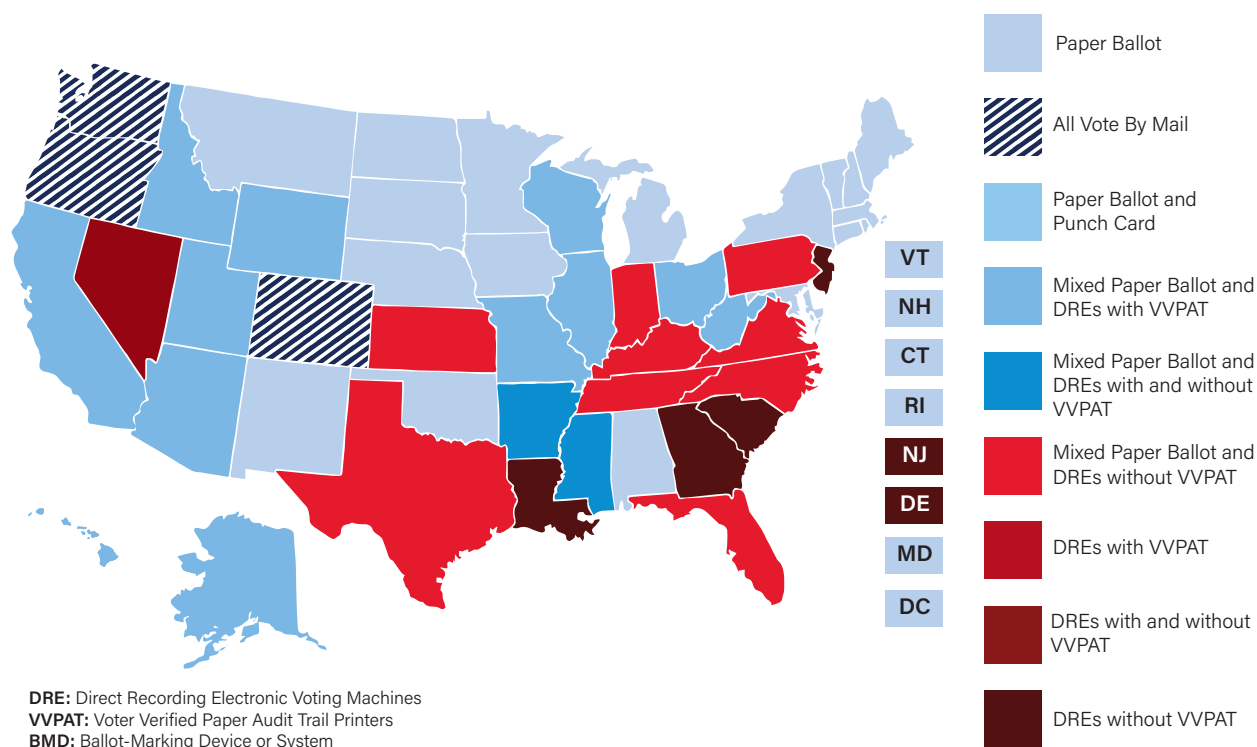 Paper Ballot
All Vote By Mail
Paper Ballot and
Punch Card
Mixed Paper Ballot and
DREs with VVPAT
Mixed Paper Ballot and
DREs with and without
VVPAT
Mixed Paper Ballot and
DREs without VVPAT
DREs with VVPAT
DREs with and without
VVPAT
DREs without VVPAT
VT
NH
CT
RI
NJ
DE
MD
DC
DRE: Direct Recording Electronic Voting Machines
VVPAT: Voter Verified Paper Audit Trail Printers
BMD: Ballot-Marking Device or System